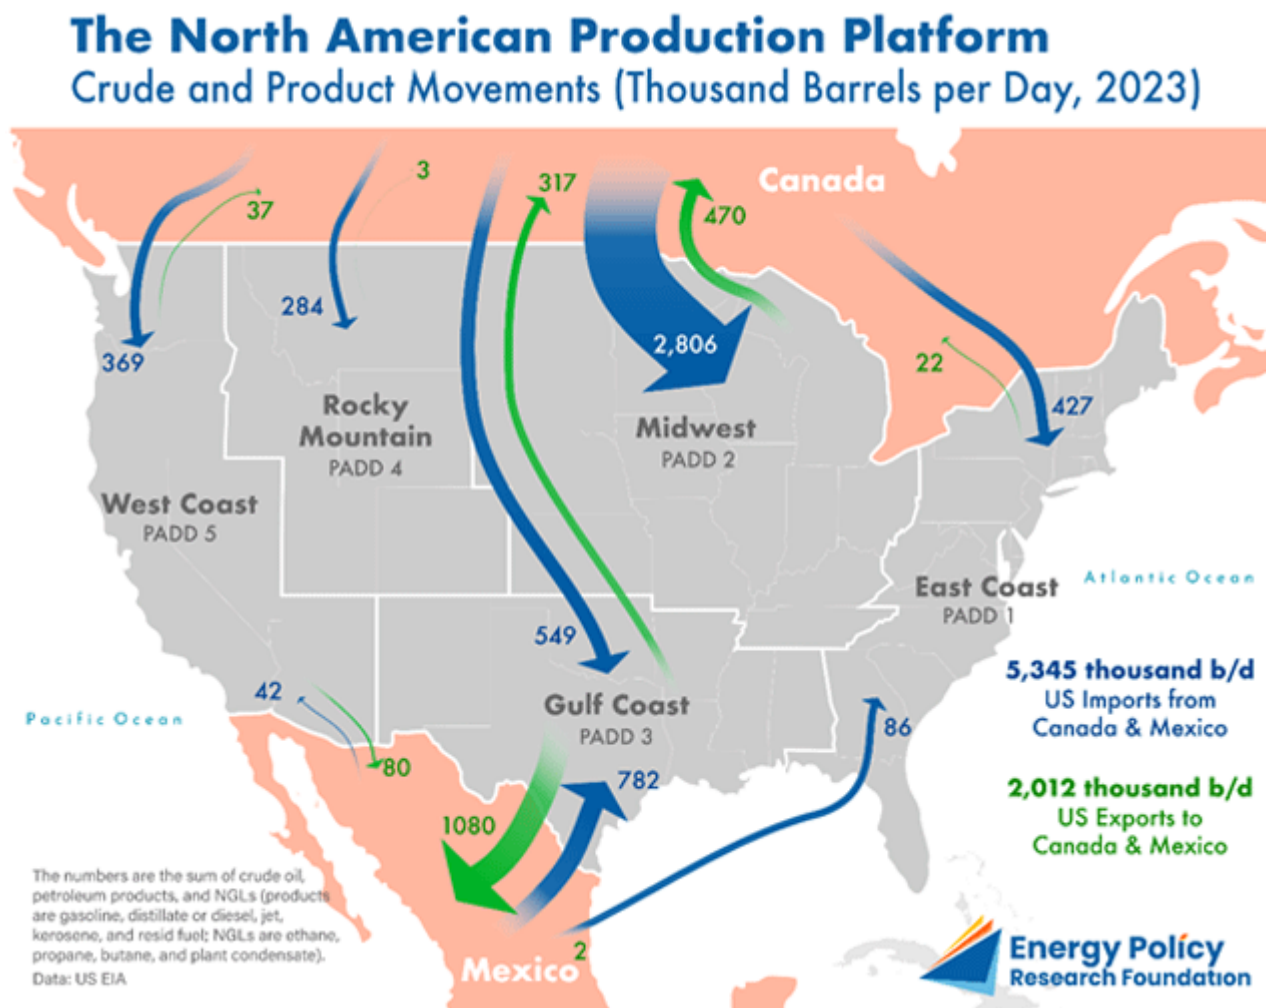 The North American Production Platform
Crude and Product Movements (Thousand Barrels per Day, 2023)
Canada
3
317
37
470
284
2,806
369
22
427
Rocky
Mountain
PADD 4
Midwest
PADD 2
West Coast
PADD 5
East Coast
PADD 1
Atlantic Ocean
549
42
Gulf Coast
PADD 3
Pacific Ocean
86
80
782
1080
5,345 thousand b/d
US Imports from
Canada & Mexico
2,012 thousand b/d
US Exports to
Canada & Mexico
The numbers are the sum of crude oil,
petroleum products, and NGLs (products
are gasoline, distillate or diesel, jet,
kerosene, and resid fuel; NGLs are ethane,
propane, butane, and plant condensate).
Data: US EIA
2
Mexico
Energy Policy
Research Foundation